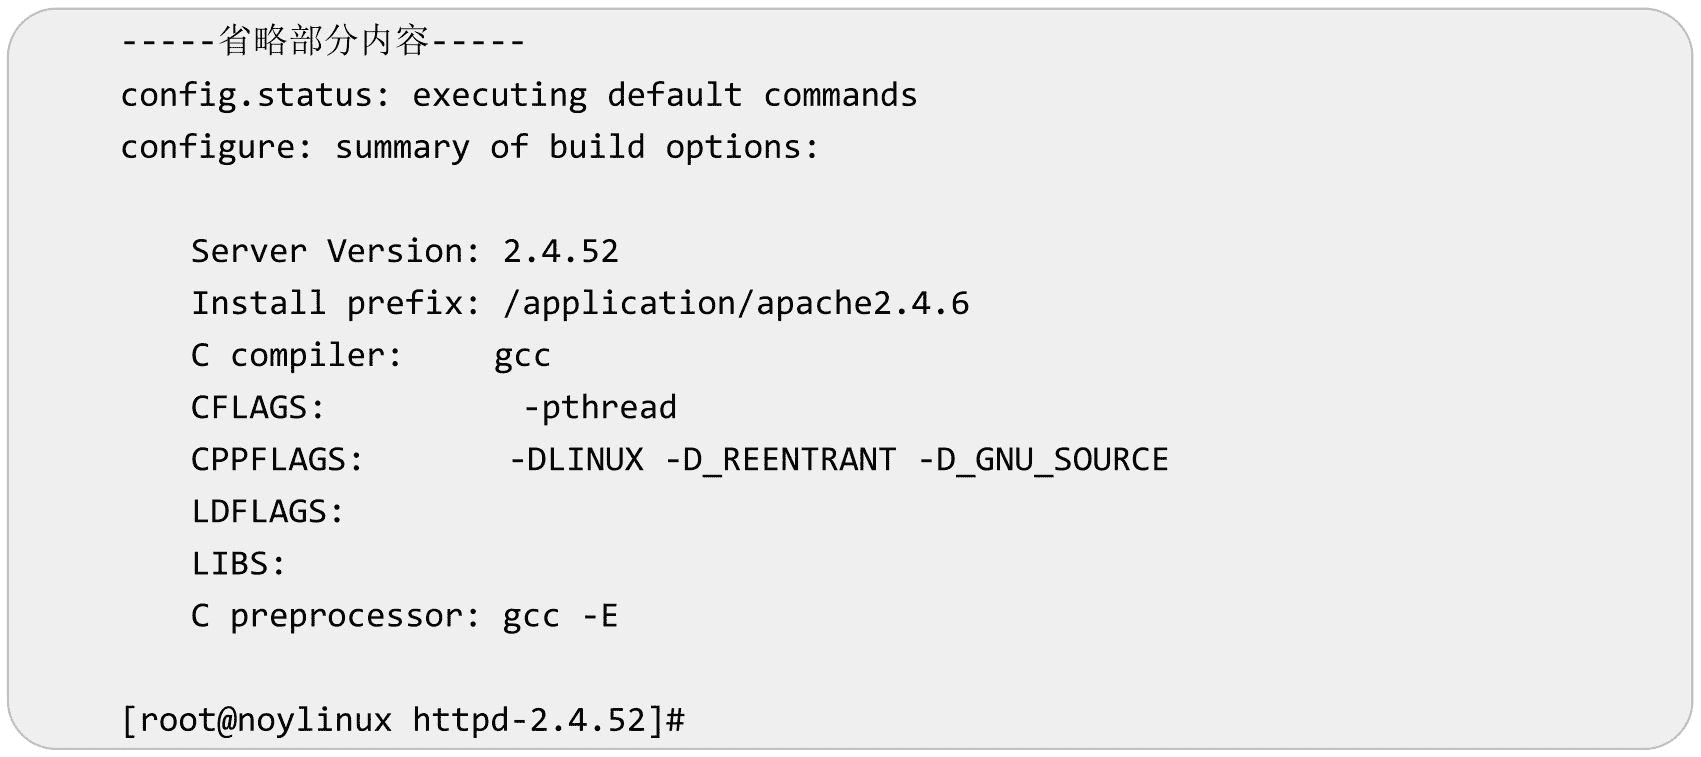 -----省略部分内容-----
config.status: executing default commands
configure: summary of build options:
Server Version: 2.4.52
Install prefix: /application/apache2.4.6
C compiler: gcc
CFLAGS: -pthread
CPPFLAGS: -DLINUX -D_REENTRANT -D_GNU_SOURCE
LDFLAGS:
LIBS:
C preprocessor: gcc -E
[root@noylinux httpd-2.4.52]#